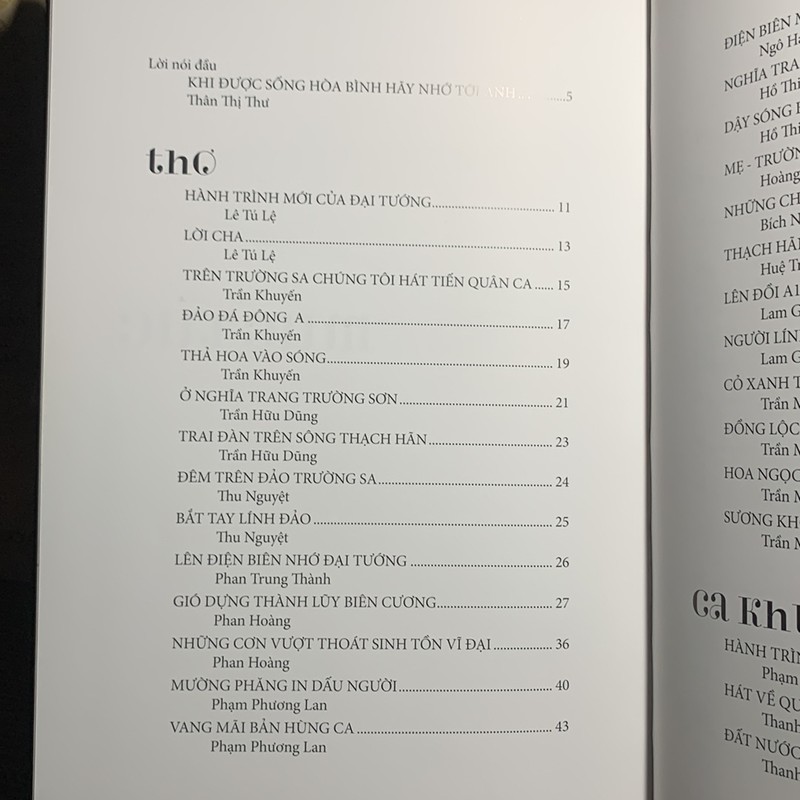 Lời nói đầu
KHI ĐƯỢC SỐNG HÒA BÌNH HÃY NHỚ TỚI ANH..........5
Thân Thị Thư
thơ
HÀNH TRÌNH MỚI CỦA ĐẠI TƯỚNG.......... 11
Lê Tú Lệ
LỜI CHA.......... 13
Lê Tú Lệ
TRÊN TRƯỜNG SA CHÚNG TÔI HÁT TIẾN QUÂN CA ...... 15
Trần Khuyến
ĐẢO ĐÁ ĐÔNG A .......... 17
Trần Khuyến
THẢ HOA VÀO SÓNG.......... 19
Trần Khuyến
Ở NGHĨA TRANG TRƯỜNG SƠN.......... 21
Trần Hữu Dũng
TRAI ĐÀN TRÊN SÔNG THẠCH HÃN.......... 23
Trần Hữu Dũng
ĐÊM TRÊN ĐẢO TRƯỜNG SA.......... 24
Thu Nguyệt
BẮT TAY LÍNH ĐẢO.......... 25
Thu Nguyệt
LÊN ĐIỆN BIÊN NHỚ ĐẠI TƯỚNG .......... 26
Phan Trung Thành
GIÓ DỰNG THÀNH LŨY BIÊN CƯƠNG.......... 27
Phan Hoàng
NHỮNG CƠN VƯỢT THOÁT SINH TỒN VĨ ĐẠI .......... 36
Phan Hoàng
MƯỜNG PHĂNG IN DẤU NGƯỜI.......... 40
Phạm Phương Lan
VANG MÃI BẢN HÙNG CA .......... 43
Phạm Phương Lan
ĐIỆN BIÊN
Ngô
NGHĨA
Hồ
DẬY SÓNG
Hồ
MẸ - TRƯỜNG
Hoàng
NHỮNG
Bích
THẠCH HÃN
Huệ
LÊN ĐỒI A1
Lam
NGƯỜI LÍNH
Lam
CỎ XANH
Trần
ĐỒNG LỘC
Trần
HOA NGỌC
Trần
SƯƠNG
Trần
ca
HÀNH TRÌNH
Phạm
HÁT VỀ
Thanh
ĐẤT NƯỚC
Thanh